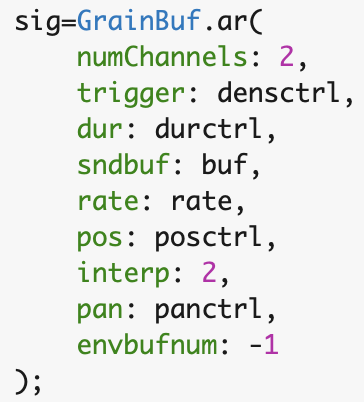 sig=GrainBuf.ar(
    numChannels: 2,
    trigger: densctrl,
    dur: durctrl,
    sndbuf: buf,
    rate: rate,
    pos: posctrl,
    interp: 2,
    pan: panctrl,
    envbufnum: -1
);